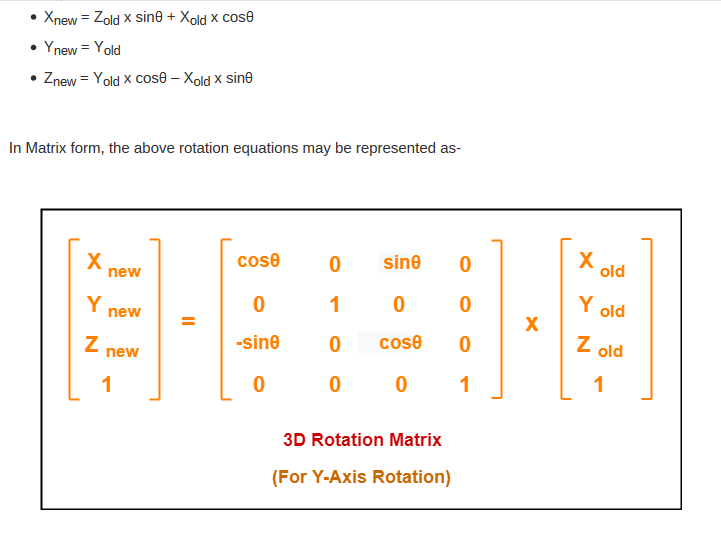 • Xnew = Zold x sinθ + Xold x cosθ
• Ynew = Yold
• Znew = Yold x cosθ – Xold x sinθ
In Matrix form, the above rotation equations may be represented as-
X new cosθ 0 sinθ 0 X old
Y new 0 1 0 0 Y old
= x
Z new -sinθ 0 cosθ 0 Z old
1 0 0 0 1 1
3D Rotation Matrix
(For Y-Axis Rotation)